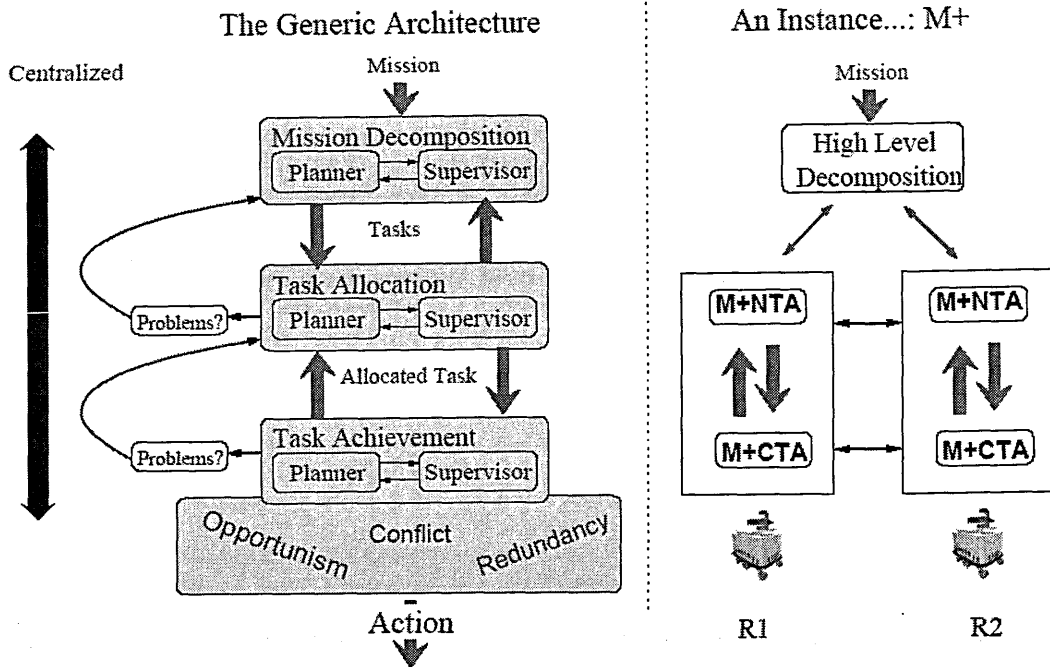 The Generic Architecture
An Instance...: M+
Centralized
Mission
Mission Decomposition
Planner
Supervisor
Tasks
Task Allocation
Planner
Supervisor
Problems?
Allocated Task
Task Achievement
Planner
Supervisor
Problems?
Opportunism
Conflict
Redundancy
Action
Mission
High Level
Decomposition
M+NTA
M+NTA
M+CTA
M+CTA
R1
R2